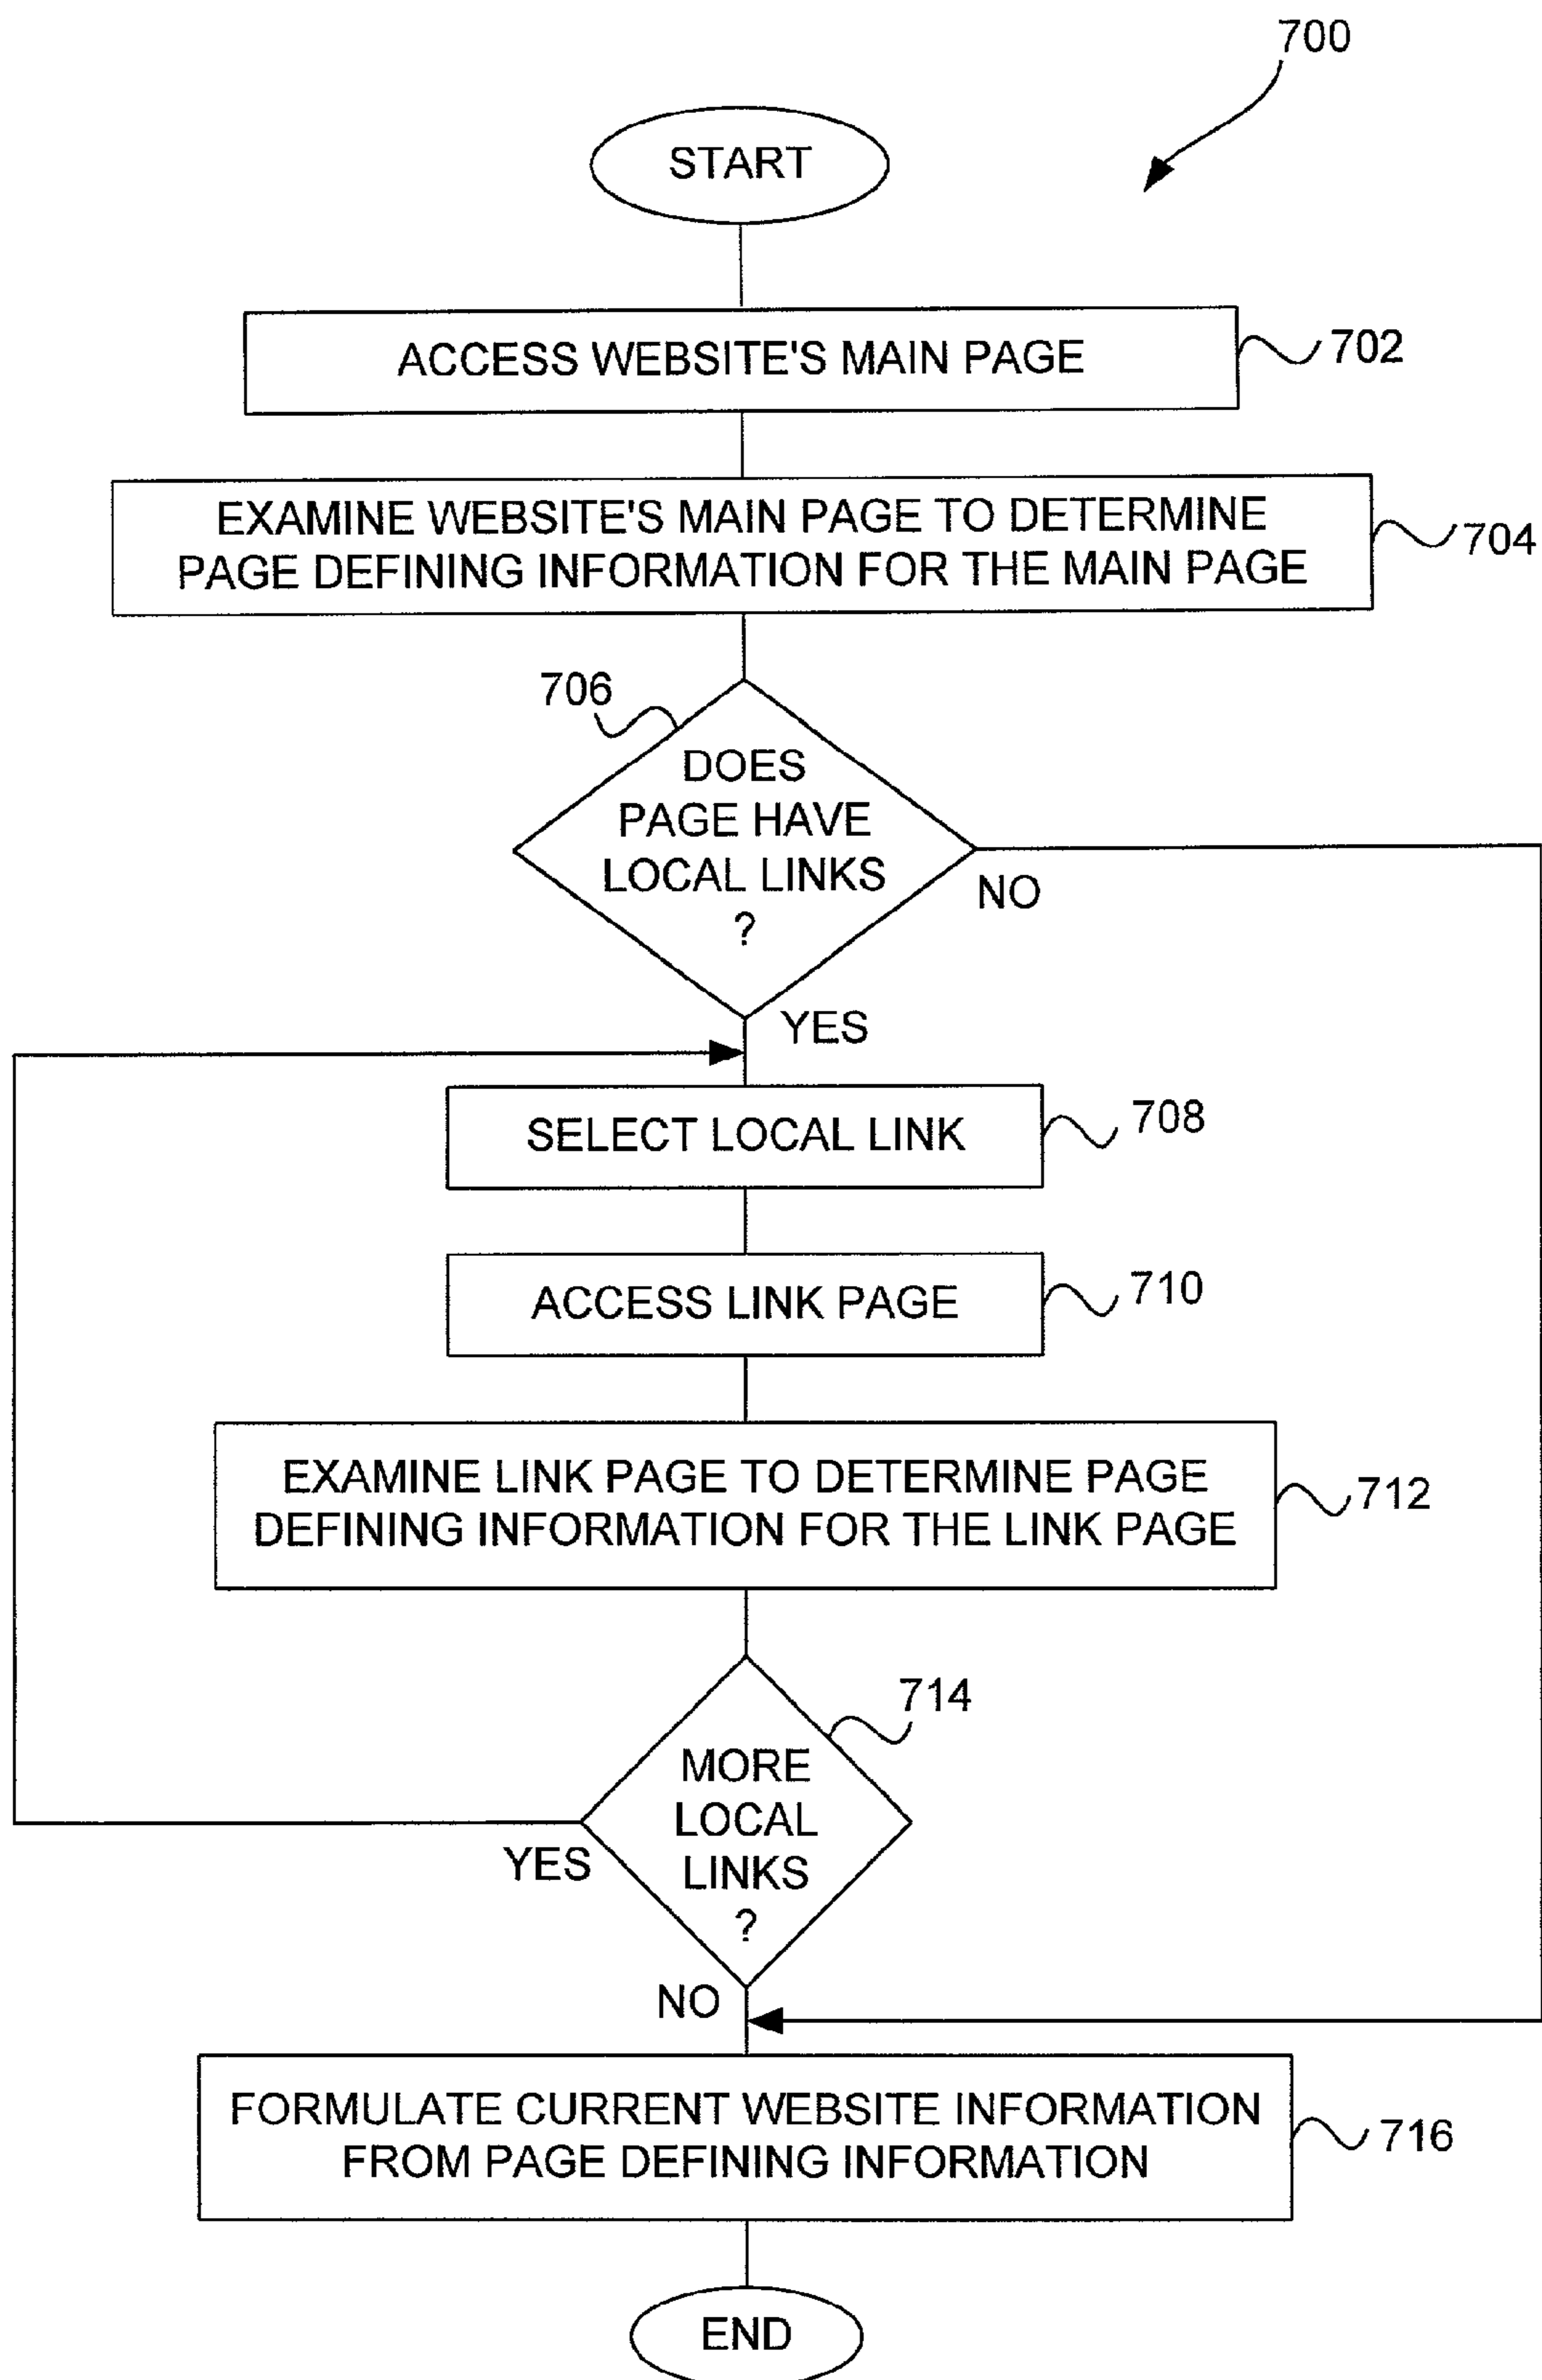 700
START
ACCESS WEBSITE'S MAIN PAGE
702
EXAMINE WEBSITE'S MAIN PAGE TO DETERMINE
PAGE DEFINING INFORMATION FOR THE MAIN PAGE
704
706
DOES
PAGE HAVE
LOCAL LINKS
?
NO
YES
SELECT LOCAL LINK
708
ACCESS LINK PAGE
710
EXAMINE LINK PAGE TO DETERMINE PAGE
DEFINING INFORMATION FOR THE LINK PAGE
712
714
MORE
LOCAL
LINKS
?
YES
NO
FORMULATE CURRENT WEBSITE INFORMATION
FROM PAGE DEFINING INFORMATION
716
END